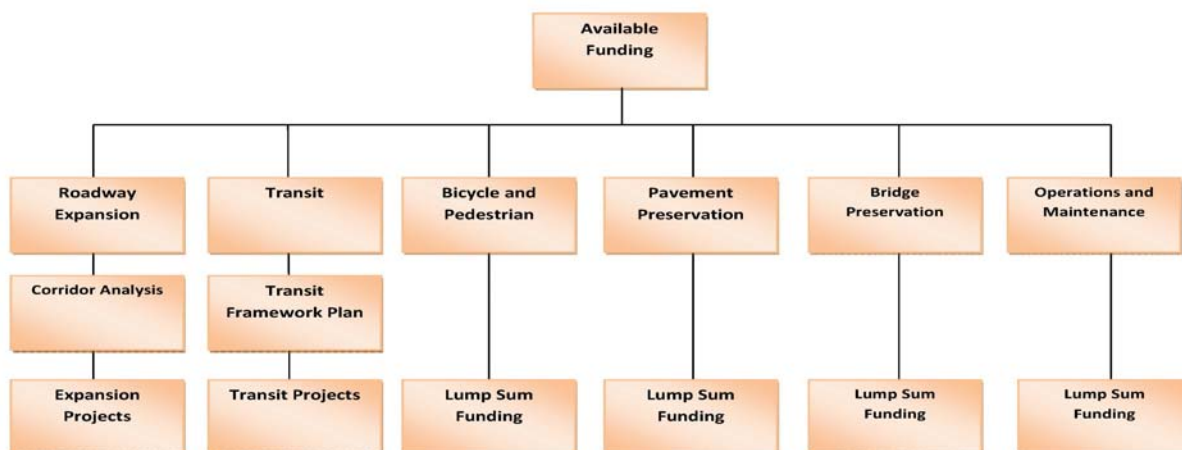 Available
Funding
Roadway
Expansion
Transit
Bicycle and
Pedestrian
Pavement
Preservation
Bridge
Preservation
Operations and
Maintenance
Corridor Analysis
Transit
Framework Plan
Expansion
Projects
Transit Projects
Lump Sum
Funding
Lump Sum
Funding
Lump Sum
Funding
Lump Sum
Funding